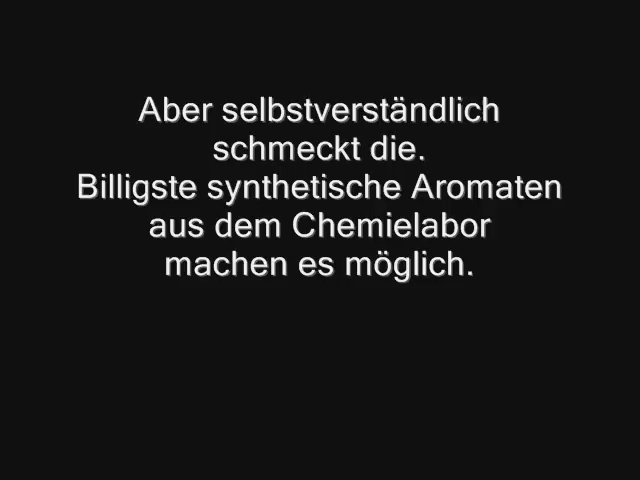 Aber selbstverständlich
schmeckt die.
Billigste synthetische Aromaten
aus dem Chemielabor
machen es möglich.